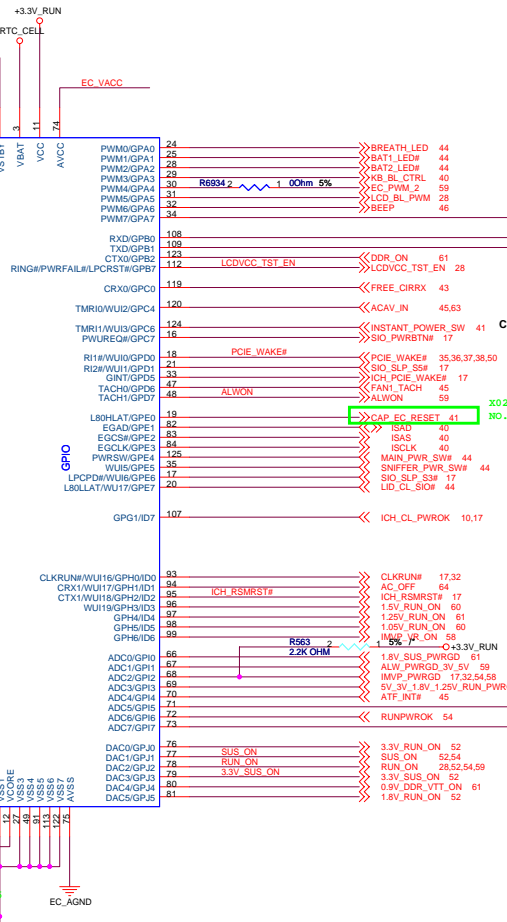 +3.3V_RUN
RTC_CELL
EC_VACC
VSTBY
3 VBAT
11 VCC
74 AVCC
PWM0/GPA0 24 BREATH_LED 44
PWM1/GPA1 25 BAT1_LED# 44
PWM2/GPA2 28 BAT2_LED# 44
PWM3/GPA3 29 KB_BL_CTRL 40
PWM4/GPA4 30 R6934 2 1 0Ohm 5% EC_PWM_2 59
PWM5/GPA5 31 LCD_BL_PWM 28
PWM6/GPA6 32 BEEP 46
PWM7/GPA7 34
RXD/GPB0 108
TXD/GPB1 109
CTX0/GPB2 123 DDR_ON 61
RING#/PWRFAIL#/LPCRST#/GPB7 112 LCDVCC_TST_EN LCDVCC_TST_EN 28
CRX0/GPC0 119 FREE_CIRRX 43
TMRI0/WUI2/GPC4 120 ACAV_IN 45,63
TMRI1/WUI3/GPC6 124 INSTANT_POWER_SW 41 C
PWUREQ#/GPC7 16 SIO_PWRBTN# 17
RI1#/WUI0/GPD0 18 PCIE_WAKE# PCIE_WAKE# 35,36,37,38,50
RI2#/WUI1/GPD1 21 SIO_SLP_S5# 17
GINT/GPD5 33 ICH_PCIE_WAKE# 17
TACH0/GPD6 47 FAN1_TACH 45
TACH1/GPD7 48 ALWON ALWON 59
X02
L80HLAT/GPE0 19 CAP_EC_RESET 41 NO.
EGAD/GPE1 82 ISAD 40
EGCS#/GPE2 83 ISAS 40
EGCLK/GPE3 84 ISCLK 40
PWRSW/GPE4 125 MAIN_PWR_SW# 44
WUI5/GPE5 35 SNIFFER_PWR_SW# 44
LPCPD#/WUI6/GPE6 17 SIO_SLP_S3# 17
L80LLAT/WUI7/GPE7 20 LID_CL_SIO# 44
GPIO
GPG1/ID7 107 ICH_CL_PWROK 10,17
CLKRUN#/WUI16/GPH0/ID0 93 CLKRUN# 17,32
CRX1/WUI17/GPH1/ID1 94 AC_OFF 64
CTX1/WUI18/GPH2/ID2 95 ICH_RSMRST# ICH_RSMRST# 17
WUI19/GPH3/ID3 96 1.5V_RUN_ON 60
GPH4/ID4 97 1.25V_RUN_ON 61
GPH5/ID5 98 1.05V_RUN_ON 60
GPH6/ID6 99 IMVP_VR_ON 58
R563 2 1 5% /* +3.3V_RUN
2.2K OHM
ADC0/GPI0 66 1.8V_SUS_PWRGD 61
ADC1/GPI1 67 ALW_PWRGD_3V_5V 59
ADC2/GPI2 68 IMVP_PWRGD 17,32,54,58
ADC3/GPI3 69 5V_3V_1.8V_1.25V_RUN_PWR
ADC4/GPI4 70 ATF_INT# 45
ADC5/GPI5 71
ADC6/GPI6 72 RUNPWROK 54
ADC7/GPI7 73
DAC0/GPJ0 76 3.3V_RUN_ON 52
DAC1/GPJ1 77 SUS_ON SUS_ON 52,54
DAC2/GPJ2 78 RUN_ON RUN_ON 28,52,54,59
DAC3/GPJ3 79 3.3V_SUS_ON 3.3V_SUS_ON 52
DAC4/GPJ4 80 0.9V_DDR_VTT_ON 61
DAC5/GPJ5 81 1.8V_RUN_ON 52
VSS1
VCORE 12
VSS3 27
VSS4 49
VSS5 91
VSS6 113
VSS7 122
AVSS 75
EC_AGND